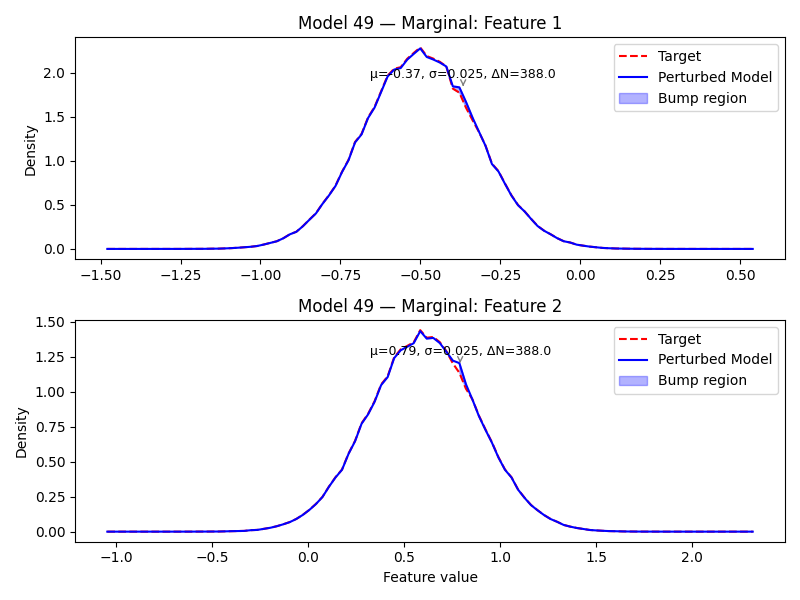 Model 49 — Marginal: Feature 1
Density
2.0
1.5
1.0
0.5
0.0
μ=-0.37, σ=0.025, ΔN=388.0
Target
Perturbed Model
Bump region
−1.50 −1.25 −1.00 −0.75 −0.50 −0.25 0.00 0.25 0.50
Model 49 — Marginal: Feature 2
Density
1.50
1.25
1.00
0.75
0.50
0.25
0.00
μ=0.79, σ=0.025, ΔN=388.0
Target
Perturbed Model
Bump region
−1.0 −0.5 0.0 0.5 1.0 1.5 2.0
Feature value